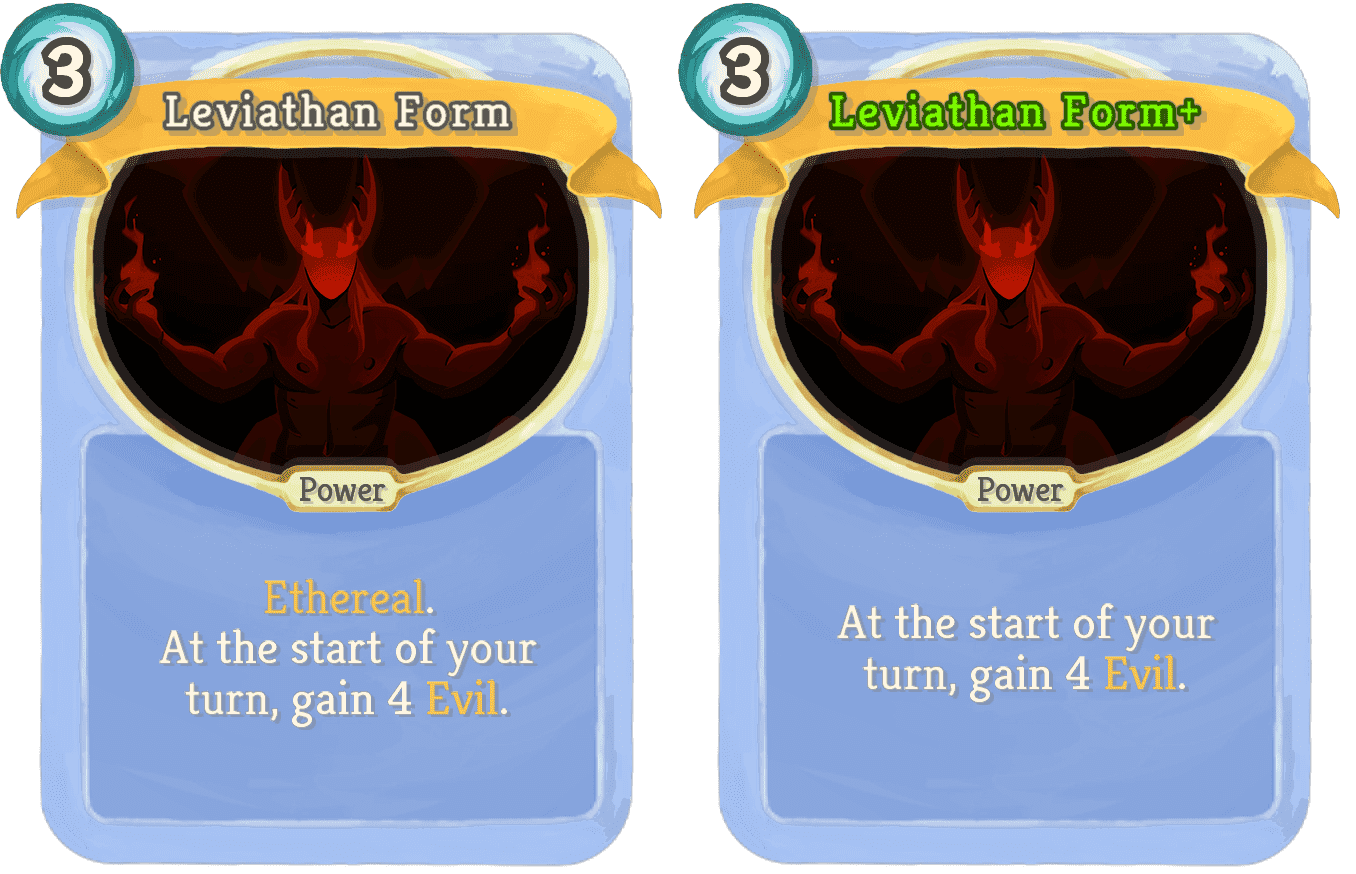 3
Leviathan Form
Power
Ethereal.
At the start of your
turn, gain 4 Evil.
3
Leviathan Form+
Power
At the start of your
turn, gain 4 Evil.